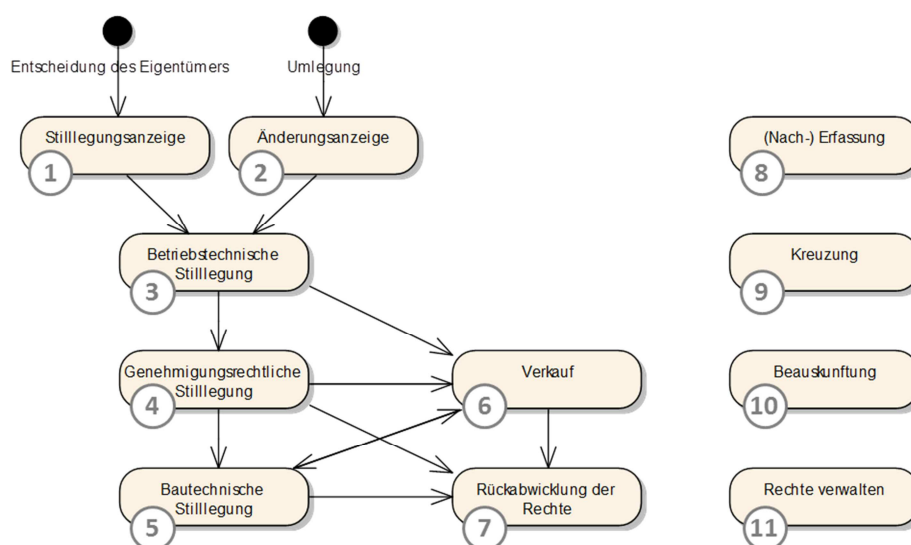 Entscheidung des Eigentümers
Umlegung
Stilllegungsanzeige
1
Änderungsanzeige
2
(Nach-) Erfassung
8
Betriebstechnische
Stilllegung
3
Kreuzung
9
Genehmigungsrechtliche
Stilllegung
4
Verkauf
6
Beauskunftung
10
Bautechnische
Stilllegung
5
Rückabwicklung der
Rechte
7
Rechte verwalten
11